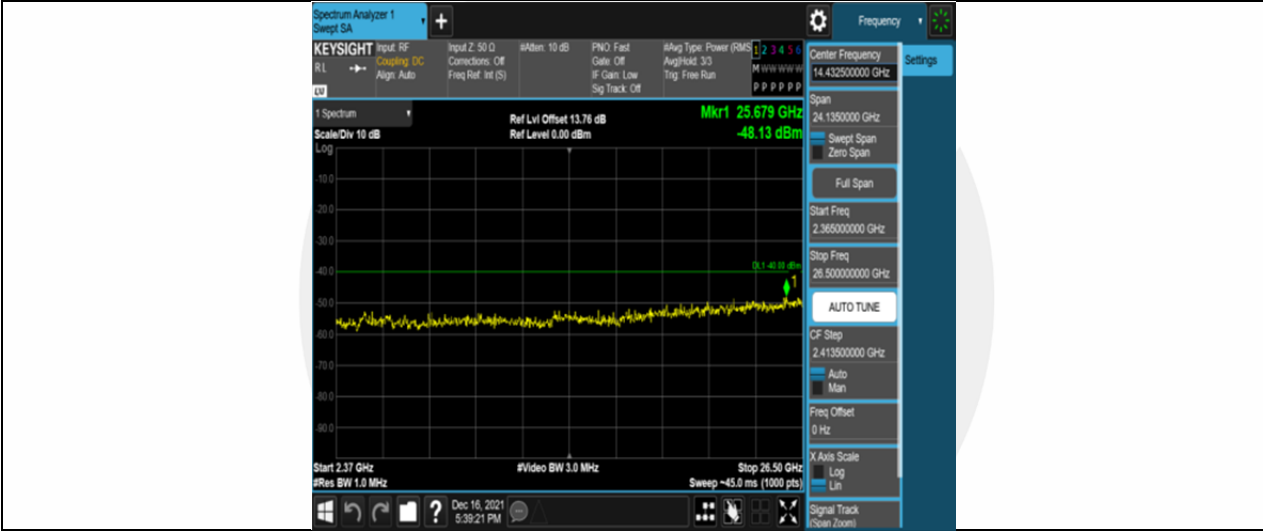 Spectrum Analyzer 1
Swept SA
+
Frequency
KEYSIGHT
RL
LV
Input: RF
Coupling: DC
Align: Auto
Input Z: 50 Ω
Corrections: Off
Freq Ref: Int (S)
#Atten: 10 dB
PNO: Fast
Gate: Off
IF Gain: Low
Sig Track: Off
#Avg Type: Power (RMS
Avg|Hold: 3/3
Trig: Free Run
1 2 3 4 5 6
M W W W W W
P P P P P P
1 Spectrum
Scale/Div 10 dB
Log
Ref Lvl Offset 13.76 dB
Ref Level 0.00 dBm
Mkr1 25.679 GHz
-48.13 dBm
-10.0
-20.0
-30.0
-40.0
-50.0
-60.0
-70.0
-80.0
-90.0
DL1 -40.00 dBm
1
Start 2.37 GHz
#Res BW 1.0 MHz
#Video BW 3.0 MHz
Stop 26.50 GHz
Sweep ~45.0 ms (1000 pts)
Center Frequency
14.432500000 GHz
Settings
Span
24.1350000 GHz
Swept Span
Zero Span
Full Span
Start Freq
2.365000000 GHz
Stop Freq
26.500000000 GHz
AUTO TUNE
CF Step
2.413500000 GHz
Auto
Man
Freq Offset
0 Hz
X Axis Scale
Log
Lin
Signal Track
(Span Zoom)
?
Dec 16, 2021
5:39:21 PM